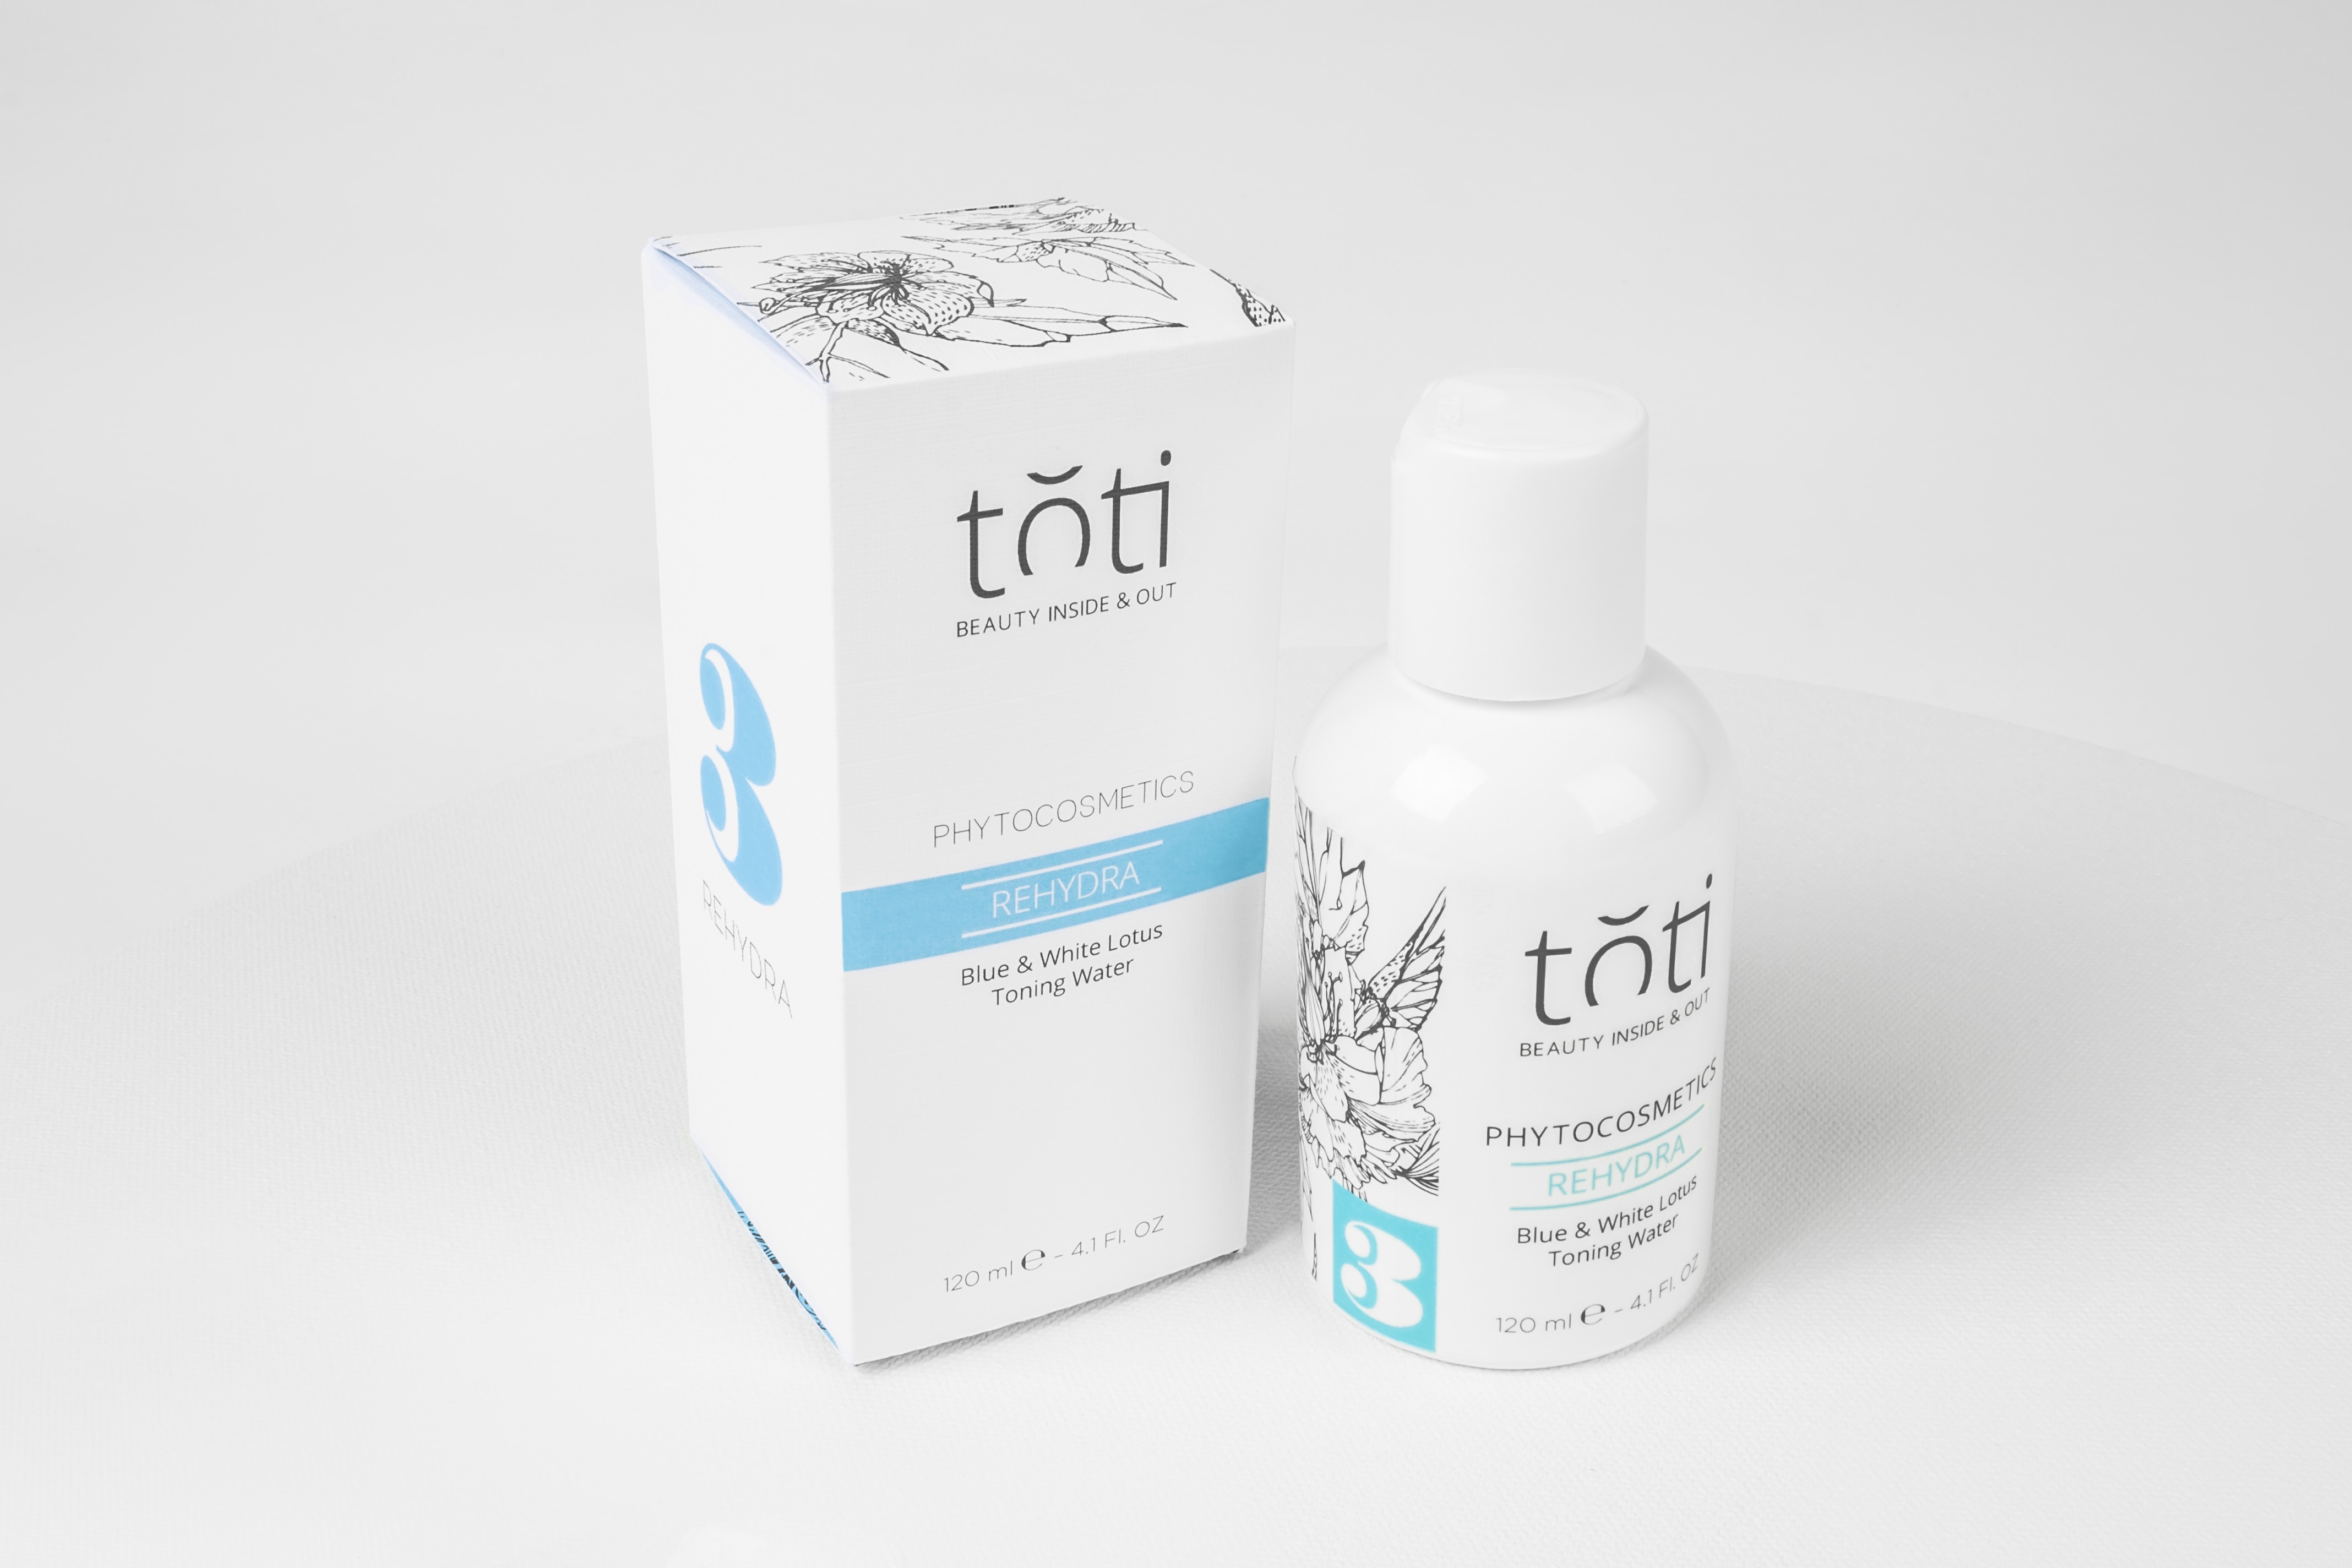 tŏti
BEAUTY INSIDE & OUT
PHYTOCOSMETICS
REHYDRA
Blue & White Lotus
Toning Water
120 ml ℮ - 4.1 Fl. OZ
3
REHYDRA
tŏti
BEAUTY INSIDE & OUT
PHYTOCOSMETICS
REHYDRA
Blue & White Lotus
Toning Water
120 ml ℮ - 4.1 Fl. OZ
3